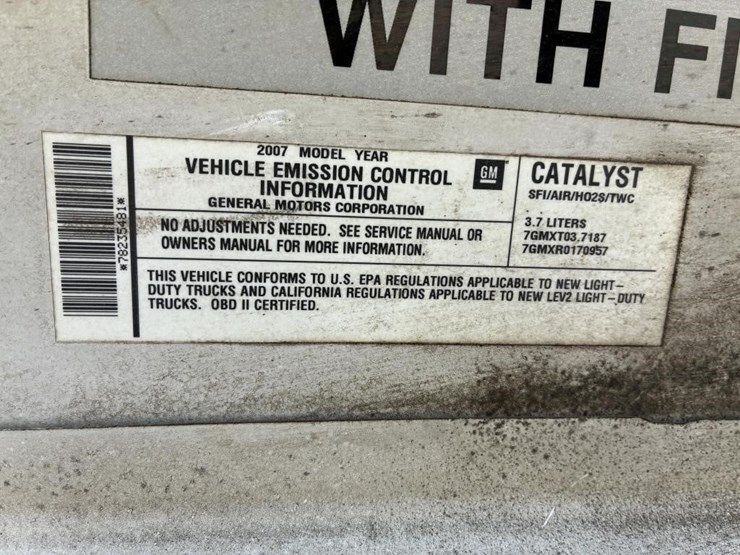 WITH FI
2007 MODEL YEAR
VEHICLE EMISSION CONTROL
INFORMATION
GENERAL MOTORS CORPORATION
GM
CATALYST
SFI/AIR/HO2S/TWC
NO ADJUSTMENTS NEEDED. SEE SERVICE MANUAL OR
OWNERS MANUAL FOR MORE INFORMATION.
3.7 LITERS
7GMXT03.7187
7GMXR0170957
THIS VEHICLE CONFORMS TO U.S. EPA REGULATIONS APPLICABLE TO NEW LIGHT-
DUTY TRUCKS AND CALIFORNIA REGULATIONS APPLICABLE TO NEW LEV2 LIGHT-DUTY
TRUCKS. OBD II CERTIFIED.
*78235481*